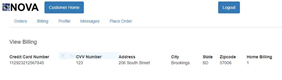 NOVA Customer Home Logout
Orders Billing Profile Messages Place Order
View Billing
Credit Card Number CVV Number Address City State Zipcode Home Billing
112923212567845 123 206 South Street Brookings SD 57006 1